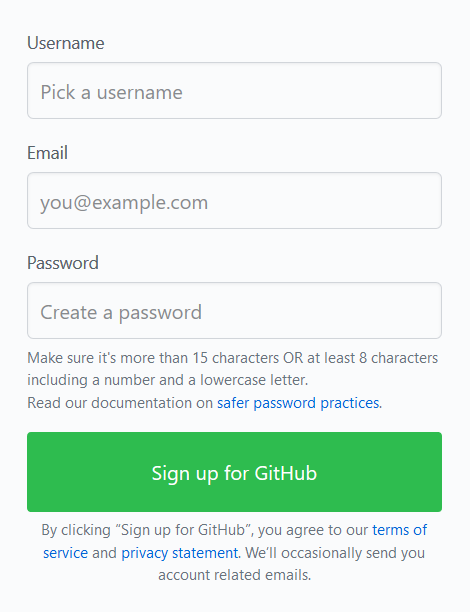 Username
Pick a username
Email
you@example.com
Password
Create a password
Make sure it's more than 15 characters OR at least 8 characters
including a number and a lowercase letter.
Read our documentation on safer password practices.
Sign up for GitHub
By clicking “Sign up for GitHub”, you agree to our terms of
service and privacy statement. We’ll occasionally send you
account related emails.